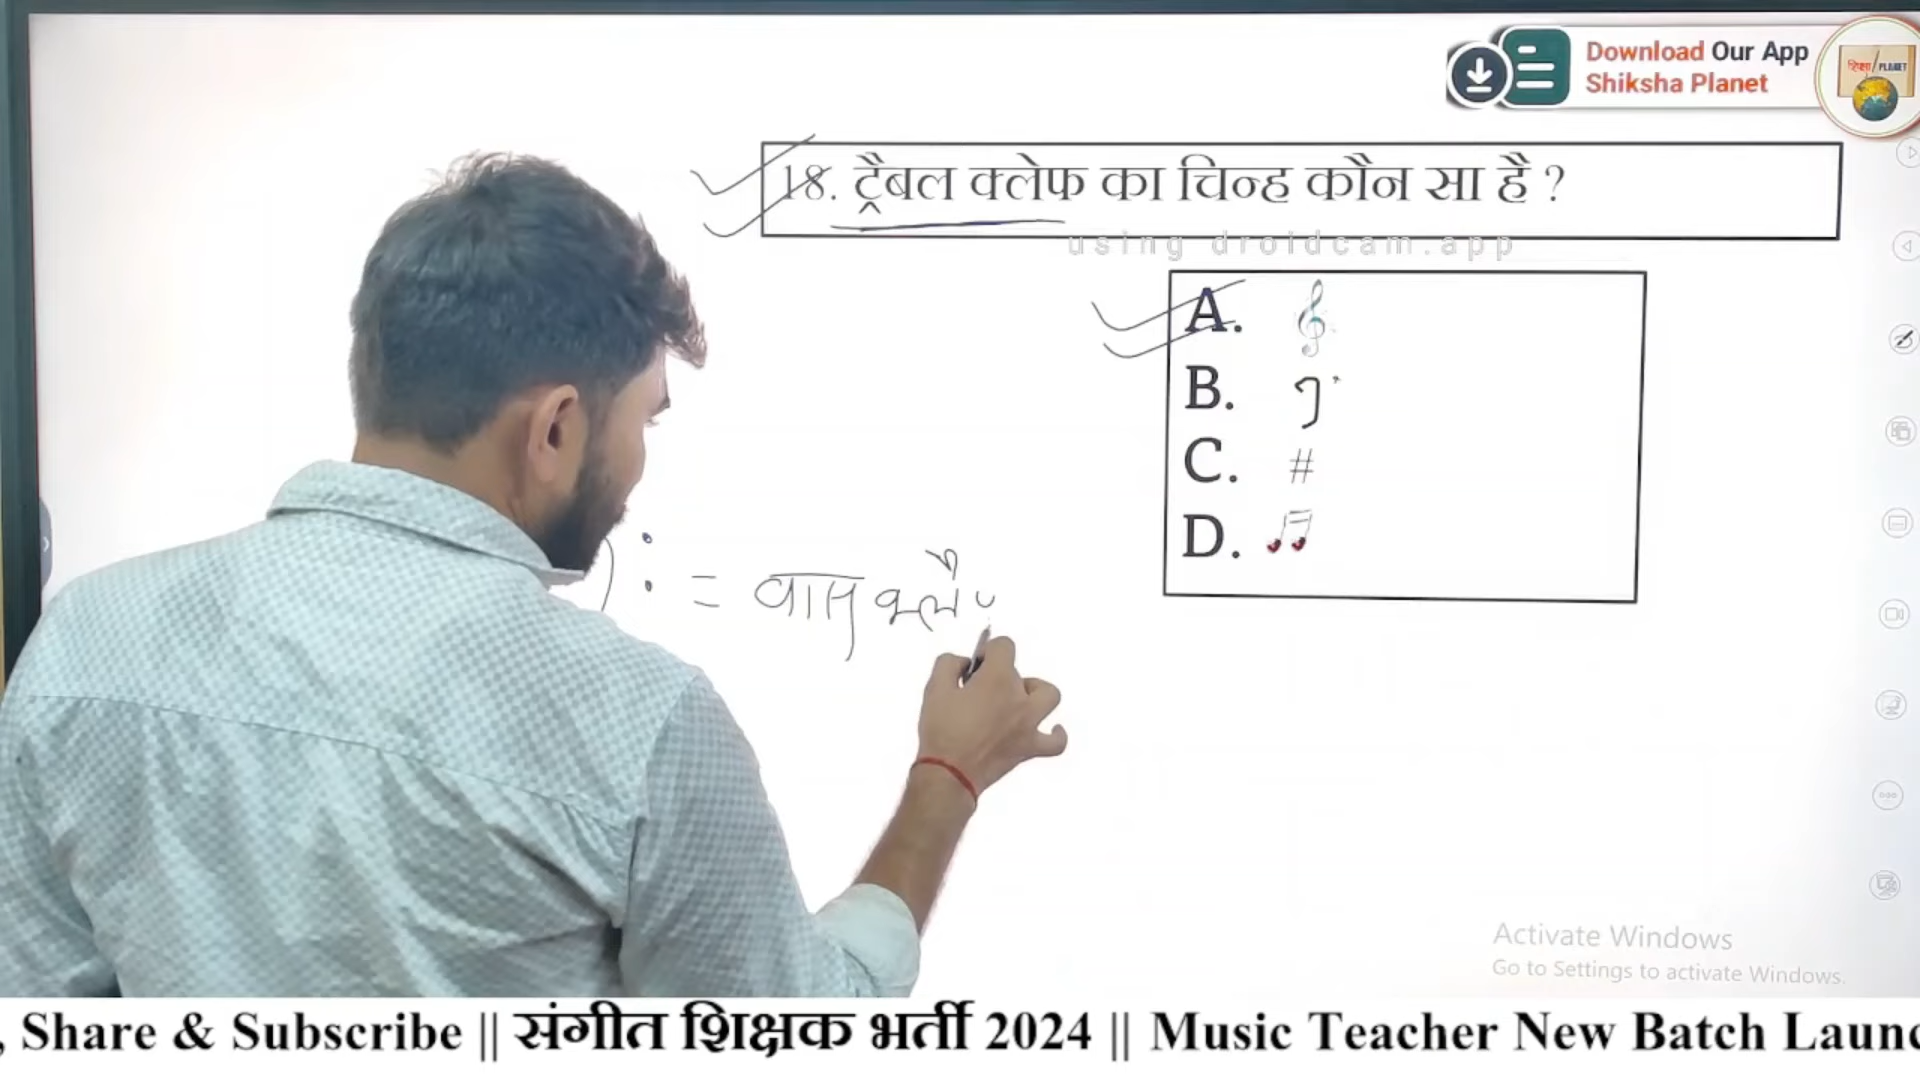 Download Our App
Shiksha Planet
शिक्षा PLANET
18. ट्रैबल क्लेफ का चिन्ह कौन सा है ?
using droidcam.app
A.
B.
C. #
D.
: = वास क्लै
Activate Windows
Go to Settings to activate Windows.
, Share & Subscribe || संगीत शिक्षक भर्ती 2024 || Music Teacher New Batch Launc